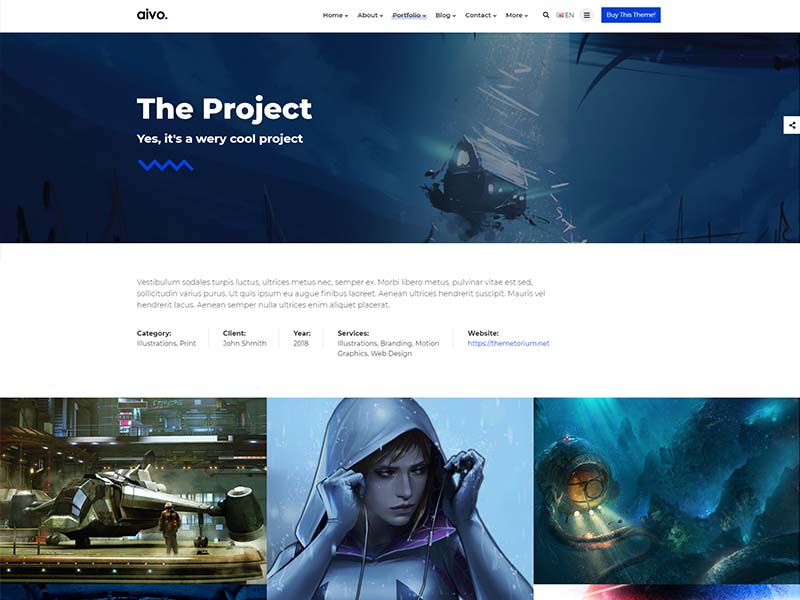 aivo.
Home About Portfolio Blog Contact More EN Buy This Theme!
The Project
Yes, it's a wery cool project
Vestibulum sodales turpis luctus, ultrices metus nec, semper ex. Morbi libero metus, pulvinar vitae est sed,
sollicitudin varius purus. Ut quis ipsum eu augue finibus laoreet. Aenean ultrices hendrerit suscipit. Mauris vel
hendrerit lacus. Aenean semper nulla ultrices enim aliquet placerat.
Category: Client: Year: Services: Website:
Illustrations, Print John Shmith 2018 Illustrations, Branding, Motion https://themetorium.net
Graphics, Web Design